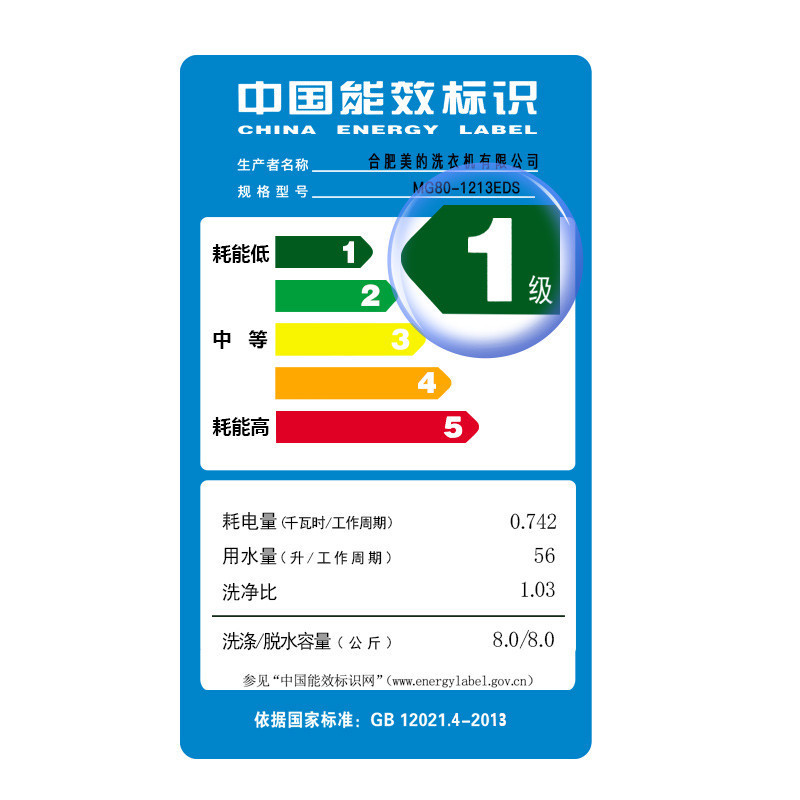 中国能效标识
CHINA ENERGY LABEL
生产者名称 合肥美的洗衣机有限公司
规格型号 MG80-1213EDS
耗能低 1
1级
2
中等 3
4
耗能高 5
耗电量(千瓦时/工作周期) 0.742
用水量(升/工作周期) 56
洗净比 1.03
洗涤/脱水容量(公斤) 8.0/8.0
参见“中国能效标识网”(www.energylabel.gov.cn)
依据国家标准：GB 12021.4-2013